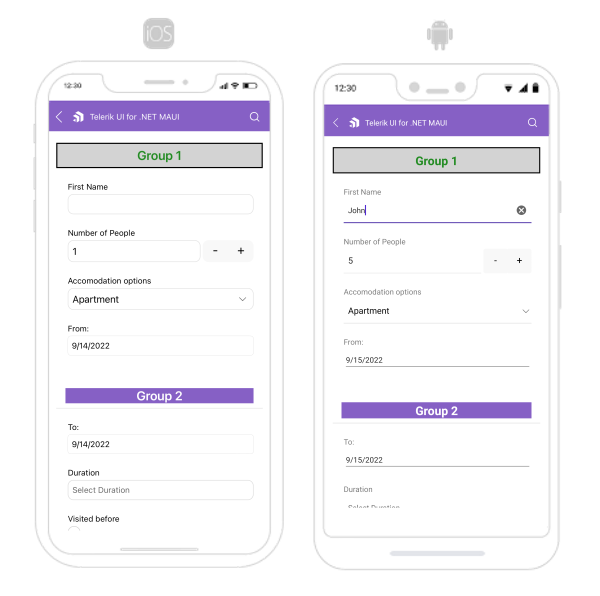 iOS
12:30
Telerik UI for .NET MAUI
Group 1
First Name
Number of People
1
-
+
Accomodation options
Apartment
From:
9/14/2022
Group 2
To:
9/14/2022
Duration
Select Duration
Visited before
12:30
Telerik UI for .NET MAUI
Group 1
First Name
John
Number of People
5
-
+
Accomodation options
Apartment
From:
9/15/2022
Group 2
To:
9/15/2022
Duration
Select Duration